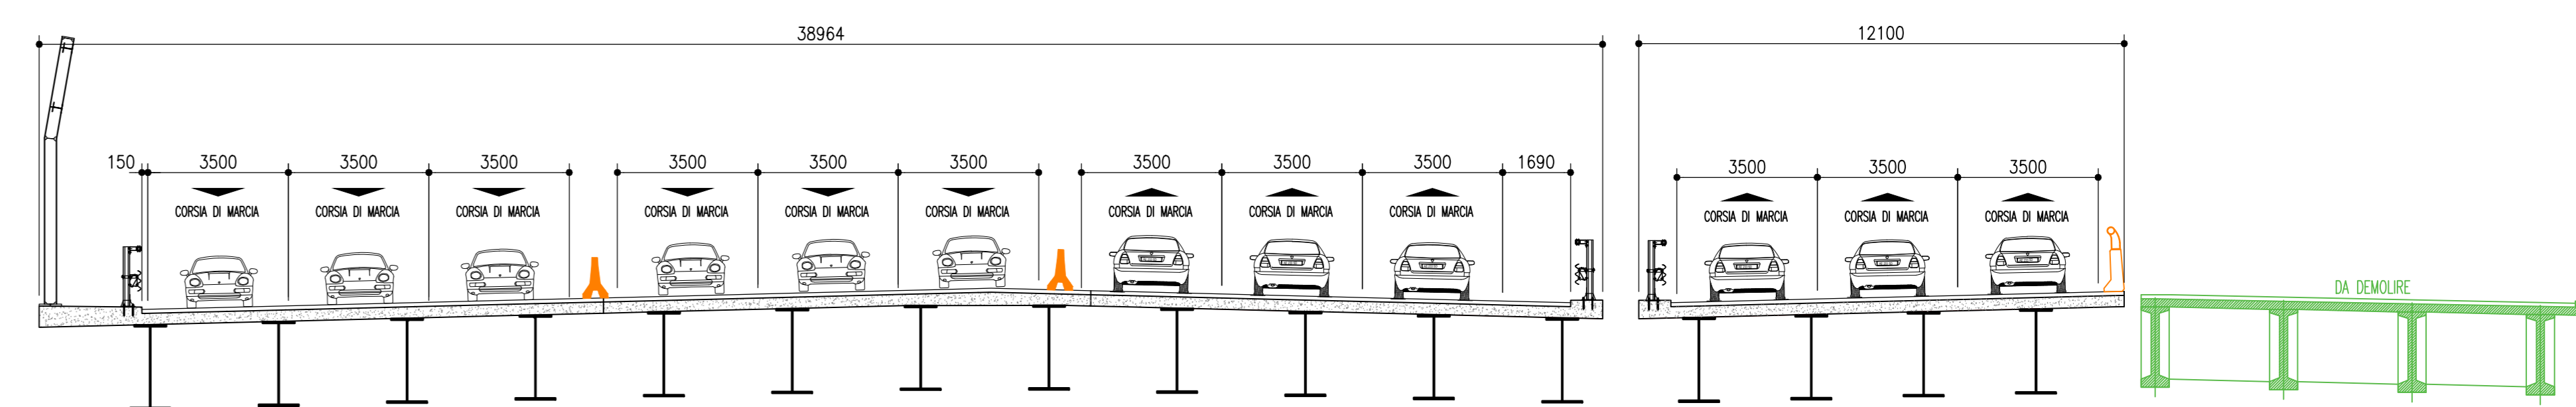 38964 12100
150 3500 3500 3500 3500 3500 3500 3500 3500 3500 1690 3500 3500 3500
CORSIA DI MARCIA CORSIA DI MARCIA CORSIA DI MARCIA CORSIA DI MARCIA CORSIA DI MARCIA CORSIA DI MARCIA CORSIA DI MARCIA CORSIA DI MARCIA CORSIA DI MARCIA CORSIA DI MARCIA CORSIA DI MARCIA CORSIA DI MARCIA
DA DEMOLIRE